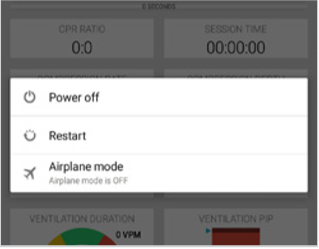 0 SECONDS
CPR RATIO
SESSION TIME
0:0
00:00:00
Power off
Restart
Airplane mode
Airplane mode is OFF
VENTILATION DURATION
VENTILATION PIP
0 VPM